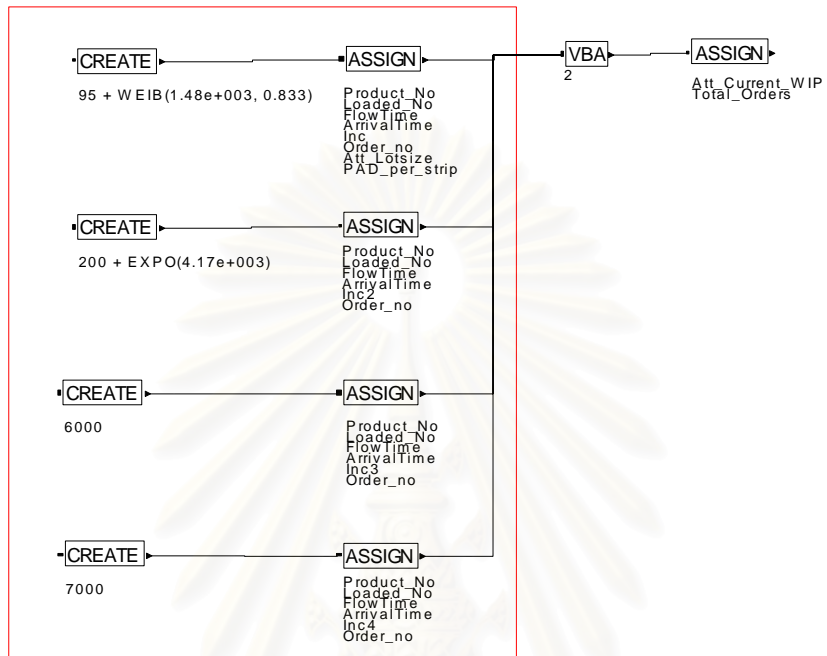 CREATE
95 + WEIB(1.48e+003, 0.833)
ASSIGN
Product_No
Loaded_No
FlowTime
ArrivalTime
Inc
Order_no
Att_Lotsize
PAD_per_strip
VBA
2
ASSIGN
Att_Current_WIP
Total_Orders
CREATE
200 + EXPO(4.17e+003)
ASSIGN
Product_No
Loaded_No
FlowTime
ArrivalTime
Inc2
Order_no
CREATE
6000
ASSIGN
Product_No
Loaded_No
FlowTime
ArrivalTime
Inc3
Order_no
CREATE
7000
ASSIGN
Product_No
Loaded_No
FlowTime
ArrivalTime
Inc4
Order_no